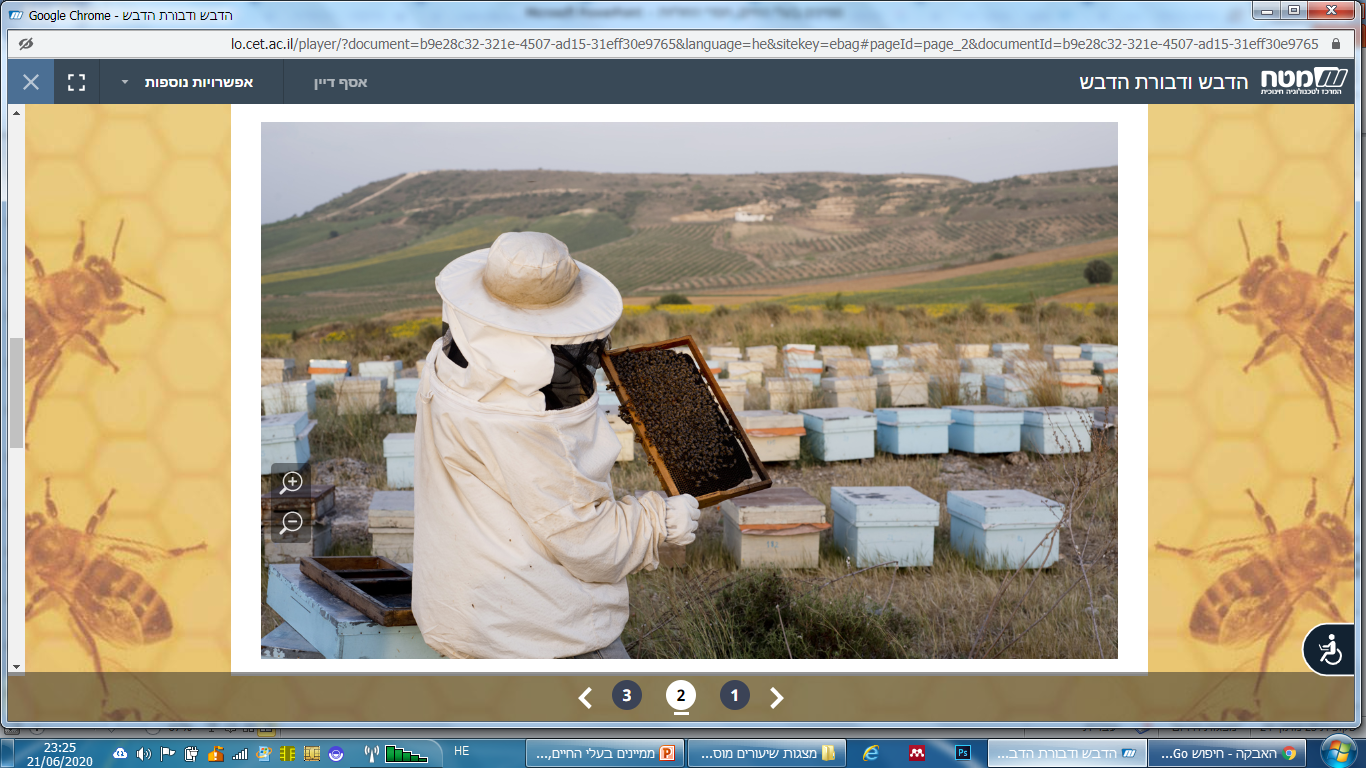 הדבש ודבורת הדבש - Google Chrome
lo.cet.ac.il/player/?document=b9e28c32-321e-4507-ad15-31eff30e9765&language=he&sitekey=ebag#pageId=page_2&documentId=b9e28c32-321e-4507-ad15-31eff30e9765
מטח
המרכז לטכנולוגיה חינוכית
הדבש ודבורת הדבש
אסף דיין
אפשרויות נוספות
1
2
3
האבקה - חיפוש Go...
הדבש ודבורת הדב...
Ps
מצגות שיעורים מוס...
ממיינים בעלי החיים,...
HE
23:25
21/06/2020